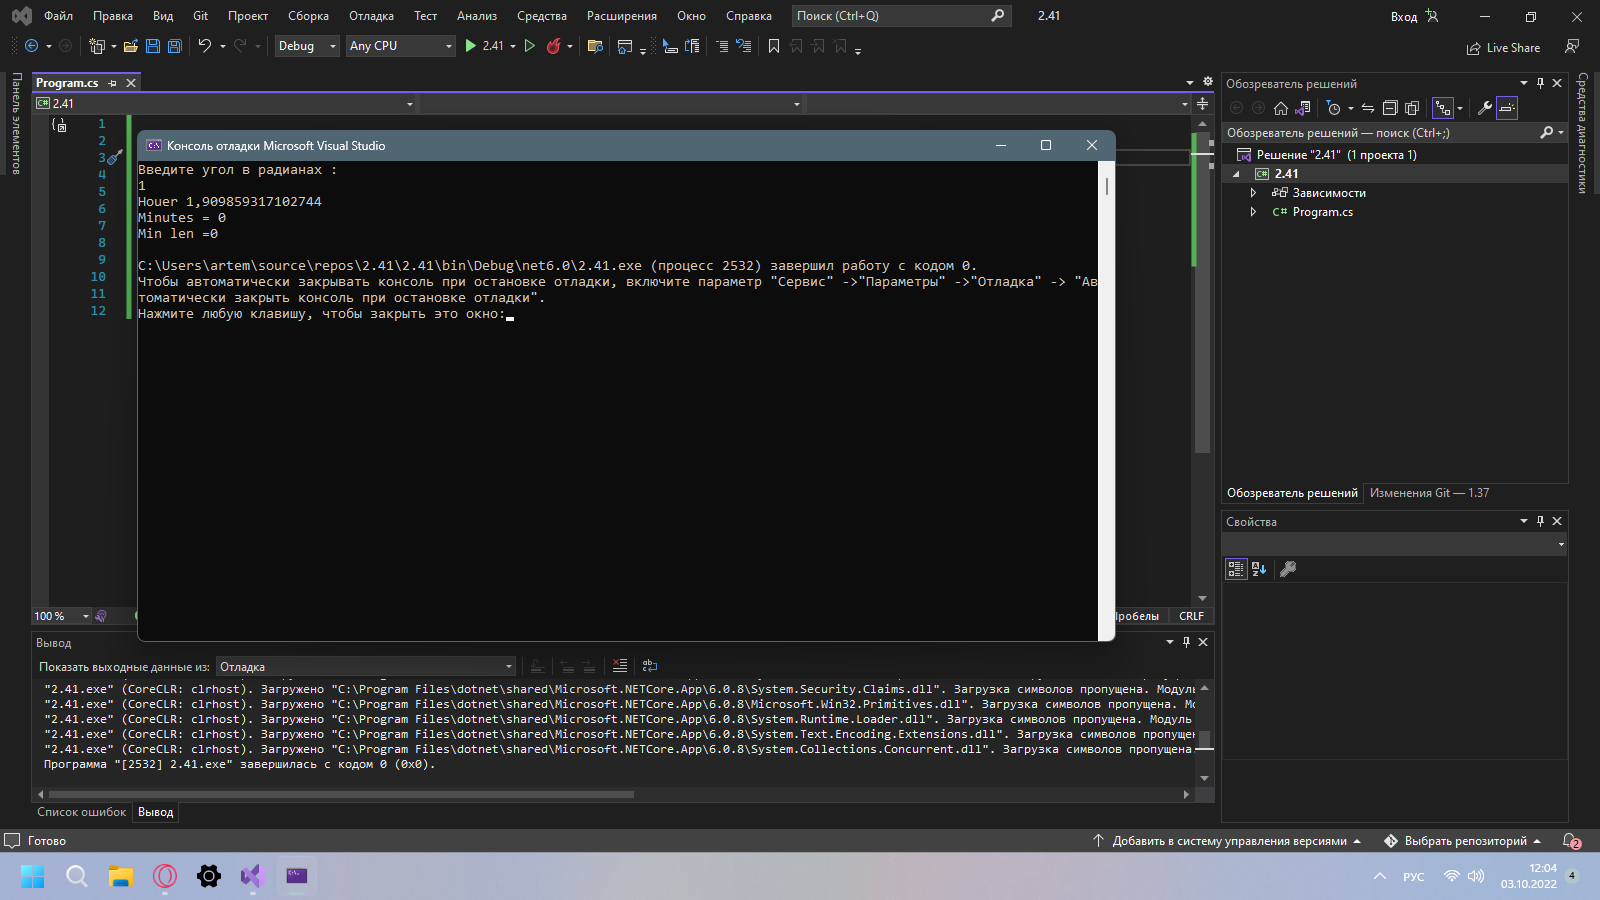 Файл Правка Вид Git Проект Сборка Отладка Тест Анализ Средства Расширения Окно Справка Поиск (Ctrl+Q) 2.41 Вход
Debug Any CPU 2.41 Live Share
Панель элементов
Program.cs
2.41
1
2
3
4
5
6
7
8
9
10
11
12
Консоль отладки Microsoft Visual Studio
Введите угол в радианах :
1
Houer 1,909859317102744
Minutes = 0
Min len =0
C:\Users\artem\source\repos\2.41\2.41\bin\Debug\net6.0\2.41.exe (процесс 2532) завершил работу с кодом 0.
Чтобы автоматически закрывать консоль при остановке отладки, включите параметр "Сервис" ->"Параметры" ->"Отладка" -> "Ав
томатически закрыть консоль при остановке отладки".
Нажмите любую клавишу, чтобы закрыть это окно:
100 %
CRLF
Вывод
Показать выходные данные из: Отладка
"2.41.exe" (CoreCLR: clrhost). Загружено "C:\Program Files\dotnet\shared\Microsoft.NETCore.App\6.0.8\System.Security.Claims.dll". Загрузка символов пропущена. Модуль
"2.41.exe" (CoreCLR: clrhost). Загружено "C:\Program Files\dotnet\shared\Microsoft.NETCore.App\6.0.8\Microsoft.Win32.Primitives.dll". Загрузка символов пропущена.
"2.41.exe" (CoreCLR: clrhost). Загружено "C:\Program Files\dotnet\shared\Microsoft.NETCore.App\6.0.8\System.Runtime.Loader.dll". Загрузка символов пропущена. Модуль
"2.41.exe" (CoreCLR: clrhost). Загружено "C:\Program Files\dotnet\shared\Microsoft.NETCore.App\6.0.8\System.Text.Encoding.Extensions.dll". Загрузка символов
"2.41.exe" (CoreCLR: clrhost). Загружено "C:\Program Files\dotnet\shared\Microsoft.NETCore.App\6.0.8\System.Collections.Concurrent.dll". Загрузка символов пропущена
Программа "[2532] 2.41.exe" завершилась с кодом 0 (0x0).
Список ошибок Вывод
Обозреватель решений
Обозреватель решений — поиск (Ctrl+;)
Решение "2.41" (1 проекта 1)
C# 2.41
Зависимости
C# Program.cs
Обозреватель решений Изменения Git — 1.37
Свойства
Средства диагностики
Готово Добавить в систему управления версиями Выбрать репозиторий 2
РУС 12:04 4
03.10.2022